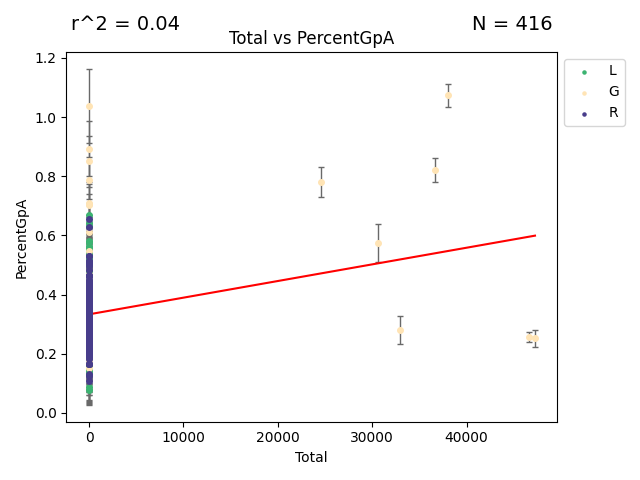 r^2 = 0.04
N = 416
Total vs PercentGpA
L
G
R
PercentGpA
1.2
1.0
0.8
0.6
0.4
0.2
0.0
0
10000
20000
30000
40000
Total